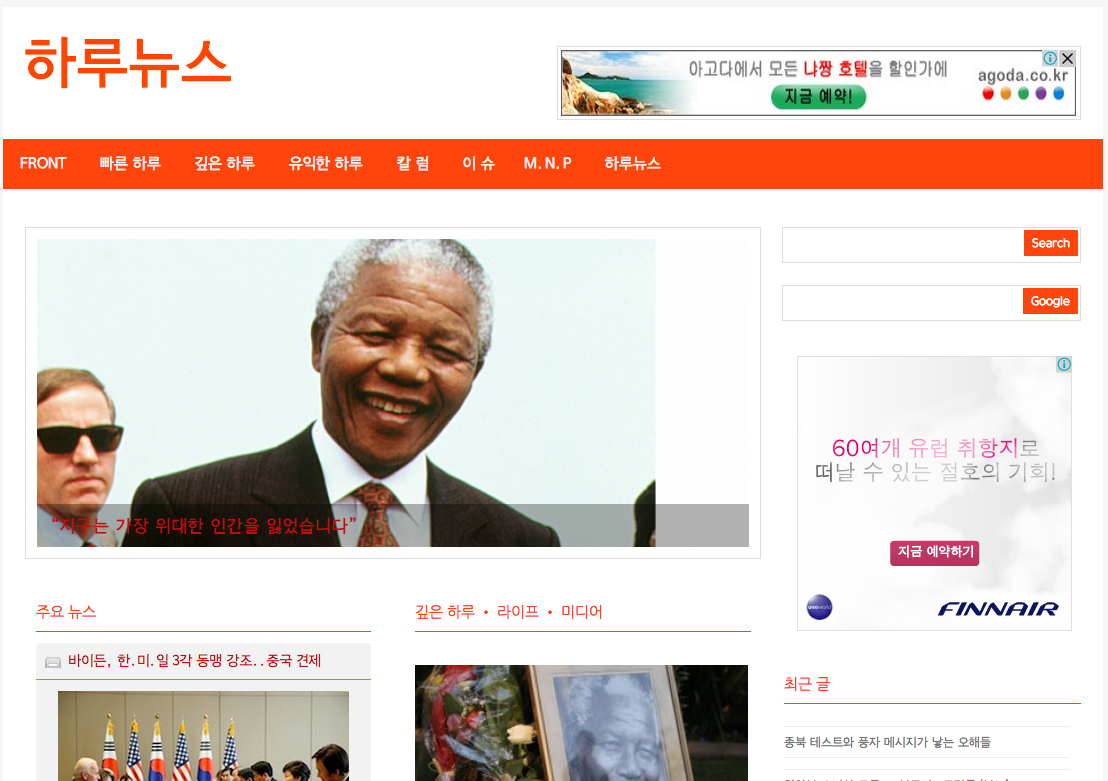 하루뉴스
아고다에서 모든 냐짱 호텔을 할인가에
지금 예약!
agoda.co.kr
FRONT 빠른 하루 깊은 하루 유익한 하루 칼 럼 이 슈 M. N. P 하루뉴스
Search
Google
“지구는 가장 위대한 인간을 잃었습니다”
60여개 유럽 취항지로
떠날 수 있는 절호의 기회!
지금 예약하기
oneworld
FINNAIR
주요 뉴스
바이든, 한.미.일 3각 동맹 강조. . 중국 견제
깊은 하루 • 라이프 • 미디어
최근 글
종북 테스트와 풍자 메시지가 낳는 오해들